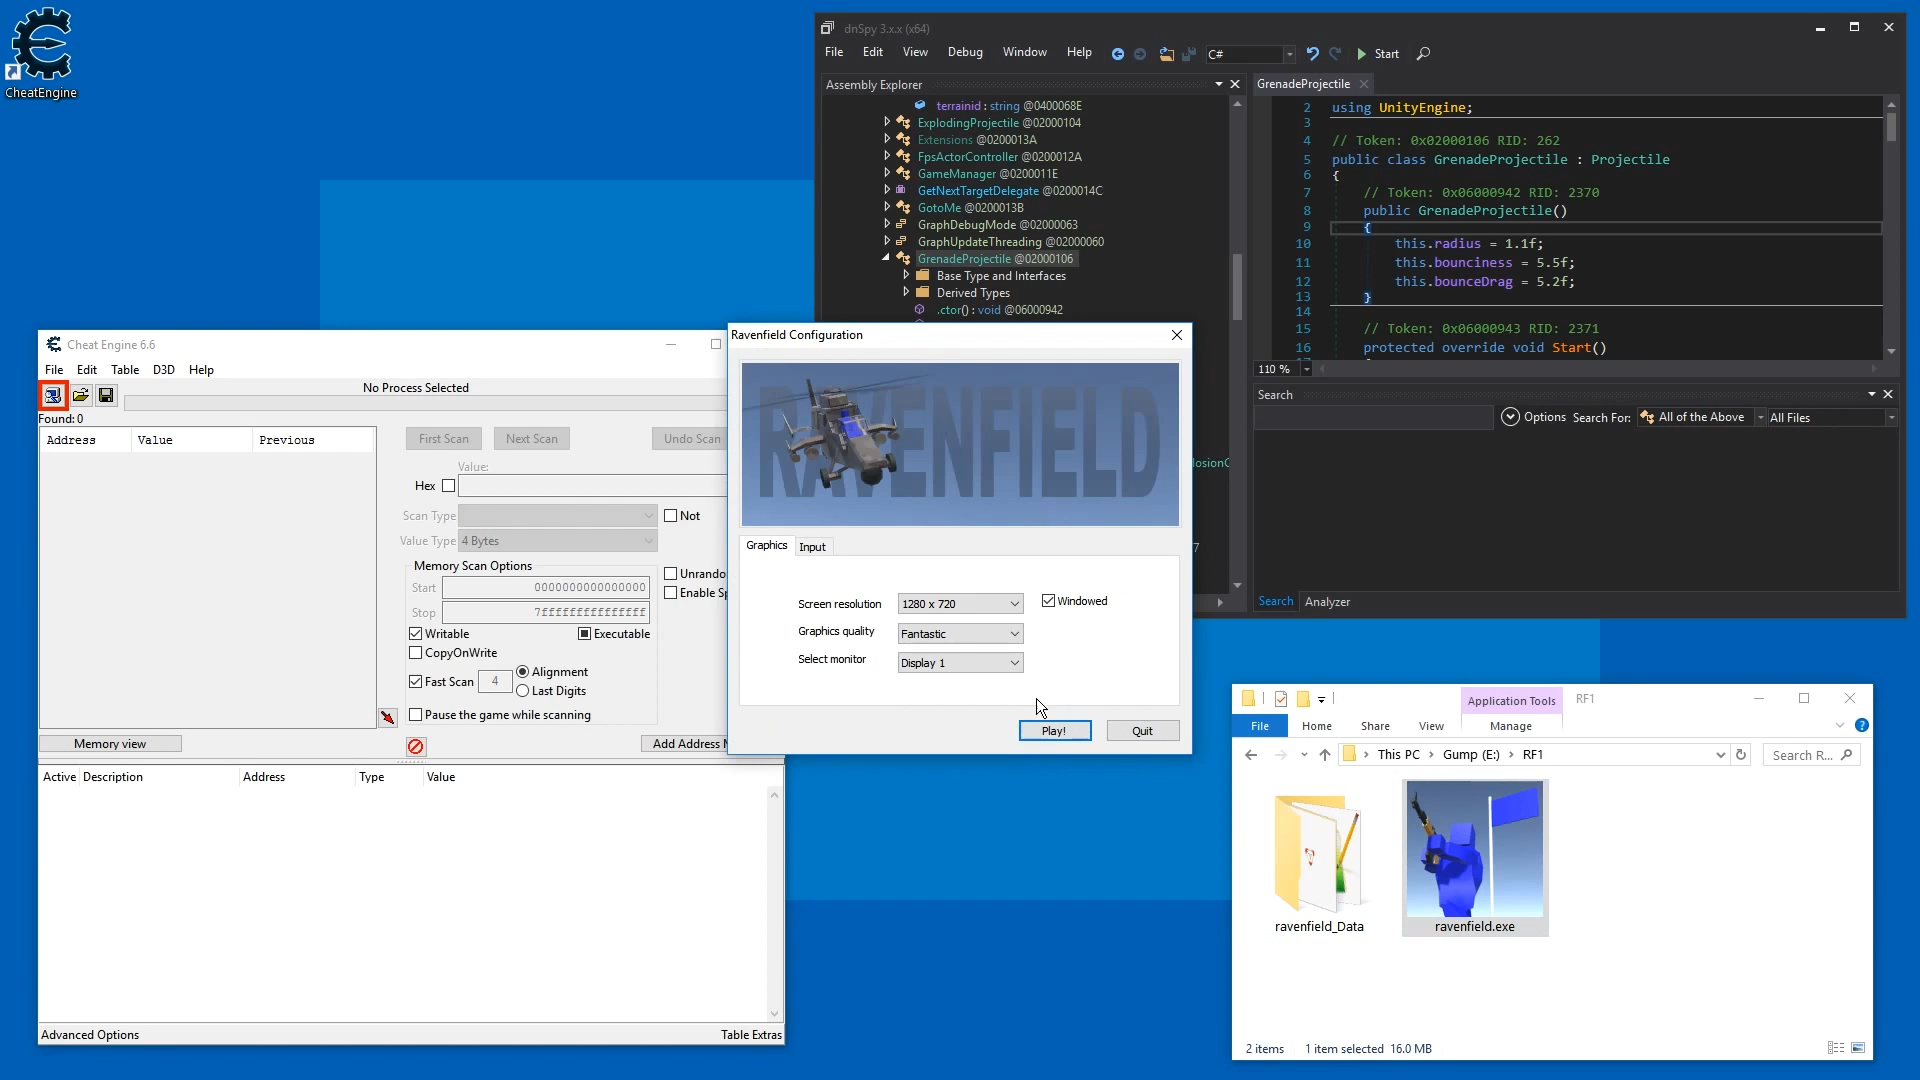 CheatEngine
dnSpy 3.x.x (x64)
File Edit View Debug Window Help C# Start
Assembly Explorer
terrainid : string @0400068E
ExplodingProjectile @02000104
Extensions @0200013A
FpsActorController @0200012A
GameManager @0200011E
GetNextTargetDelegate @0200014C
GotoMe @0200013B
GraphDebugMode @02000063
GraphUpdateThreading @02000060
GrenadeProjectile @02000106
Base Type and Interfaces
Derived Types
.ctor() : void @06000942
GrenadeProjectile
2 using UnityEngine;
3
4 // Token: 0x02000106 RID: 262
5 public class GrenadeProjectile : Projectile
6 {
7 // Token: 0x06000942 RID: 2370
8 public GrenadeProjectile()
9 {
10 this.radius = 1.1f;
11 this.bounciness = 5.5f;
12 this.bounceDrag = 5.2f;
13 }
14
15 // Token: 0x06000943 RID: 2371
16 protected override void Start()
110 %
Search
Options Search For: All of the Above All Files
Search Analyzer
losionC
7
Cheat Engine 6.6
File Edit Table D3D Help
No Process Selected
Found: 0
Address Value Previous
First Scan Next Scan Undo Scan
Value:
Hex
Scan Type Not
Value Type 4 Bytes
Memory Scan Options
Start 0000000000000000
Stop 7fffffffffffffff
Unrando
Enable Sp
Writable Executable
CopyOnWrite
Fast Scan 4 Alignment
Last Digits
Pause the game while scanning
Memory view
Add Address M
Active Description Address Type Value
Advanced Options Table Extras
Ravenfield Configuration
RAVENFIELD
Graphics Input
Screen resolution 1280 x 720 Windowed
Graphics quality Fantastic
Select monitor Display 1
Play! Quit
Application Tools RF1
File Home Share View Manage
This PC Gump (E:) RF1 Search R...
ravenfield_Data
ravenfield.exe
2 items 1 item selected 16.0 MB